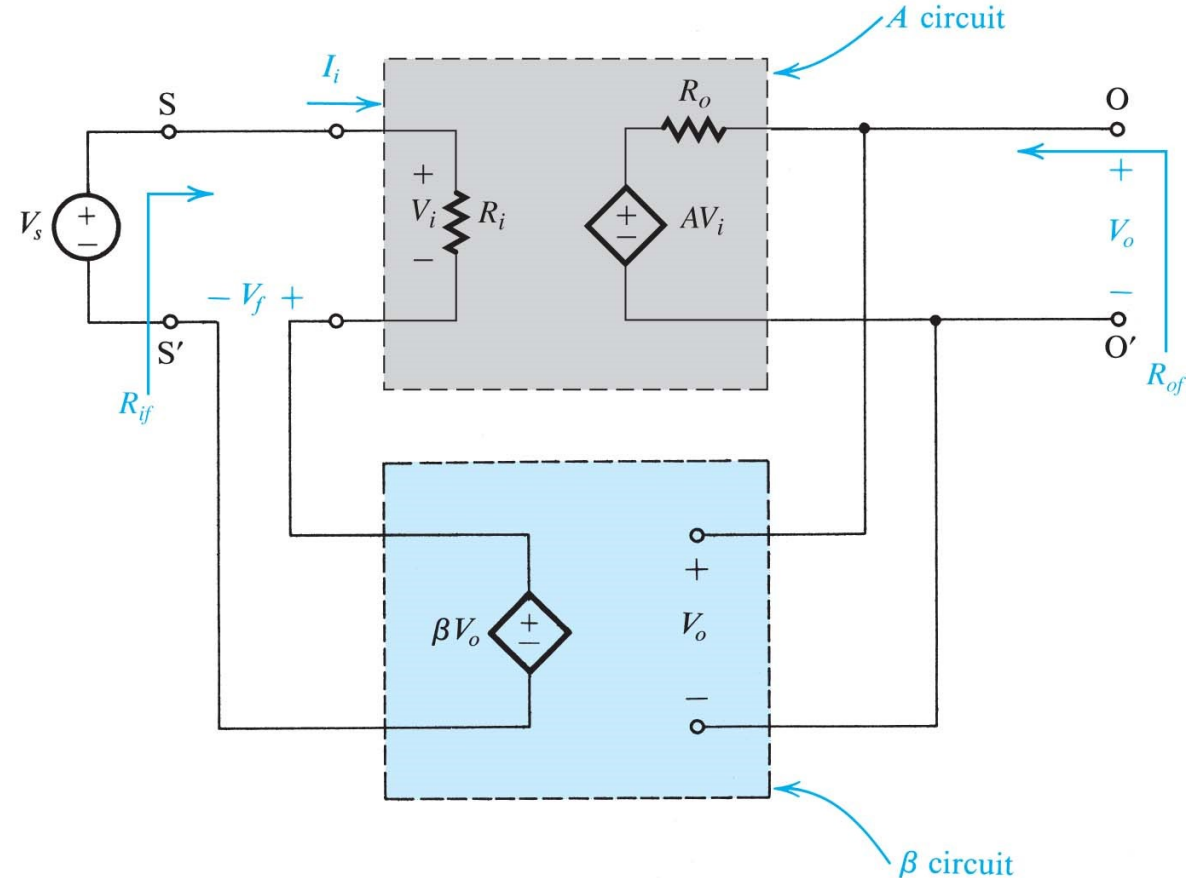 A circuit
I_i
R_o
S
O
+
V_i
R_i
−
+
−
AV_i
V_s
+
−
+
V_o
−
− V_f +
S′
O′
R_if
R_of
+
βV_o
+
−
V_o
−
β circuit